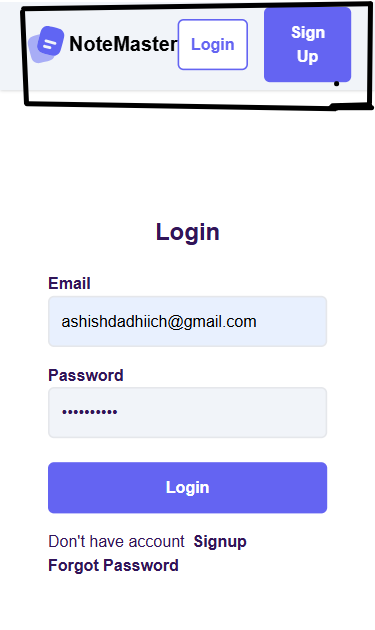 NoteMaster Login Sign
Up
Login
Email
ashishdadhiich@gmail.com
Password
••••••••••
Login
Don't have account Signup
Forgot Password